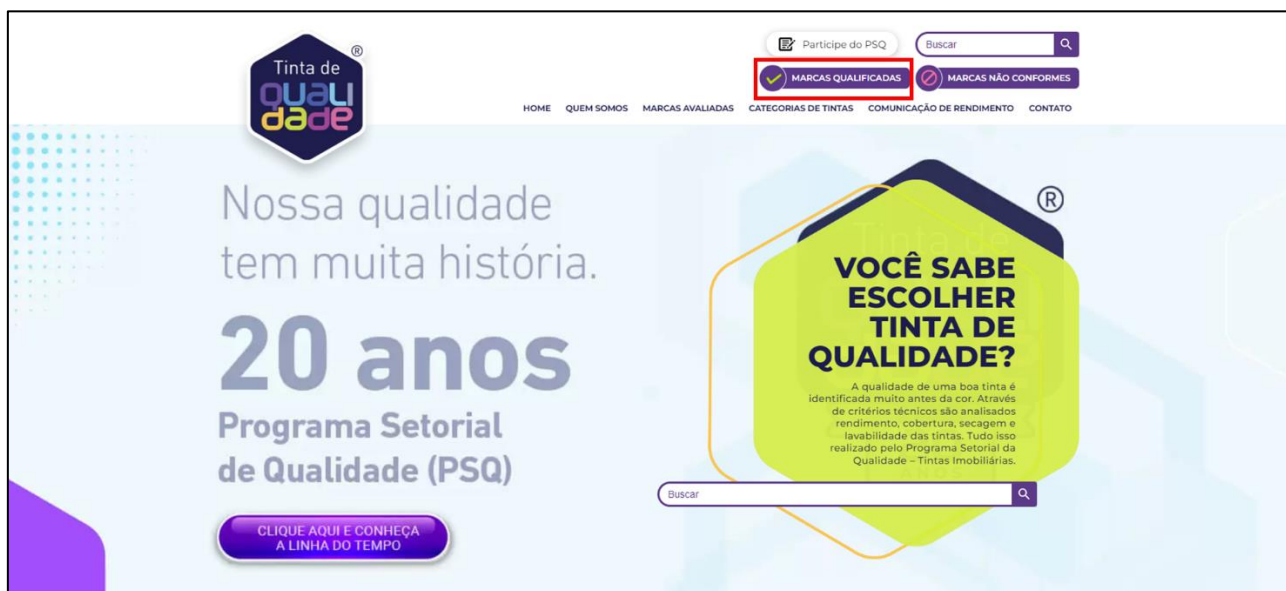 Tinta de
quali
dade
®
Participe do PSQ
Buscar
MARCAS QUALIFICADAS
MARCAS NÃO CONFORMES
HOME QUEM SOMOS MARCAS AVALIADAS CATEGORIAS DE TINTAS COMUNICAÇÃO DE RENDIMENTO CONTATO
Nossa qualidade
tem muita história.
20 anos
Programa Setorial
de Qualidade (PSQ)
CLIQUE AQUI E CONHEÇA
A LINHA DO TEMPO
®
Tinta de
VOCÊ SABE
ESCOLHER
TINTA DE
QUALIDADE?
A qualidade de uma boa tinta é
identificada muito antes da cor. Através
de critérios técnicos são analisados
rendimento, cobertura, secagem e
lavabilidade das tintas. Tudo isso
realizado pelo Programa Setorial da
Qualidade – Tintas Imobiliárias.
ANOS
Buscar